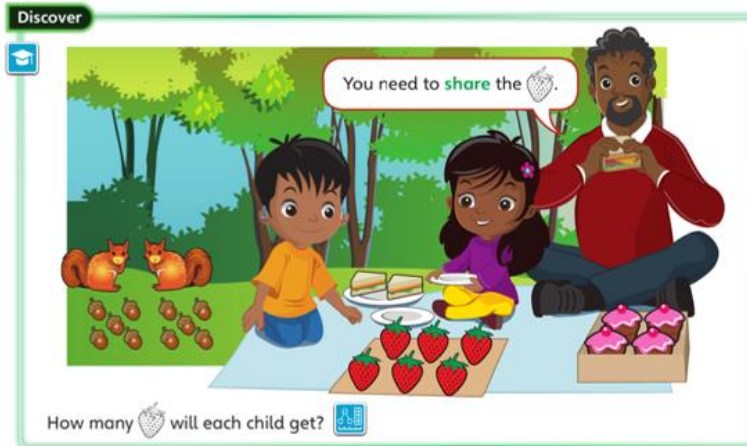 Discover
You need to share the .
How many will each child get?